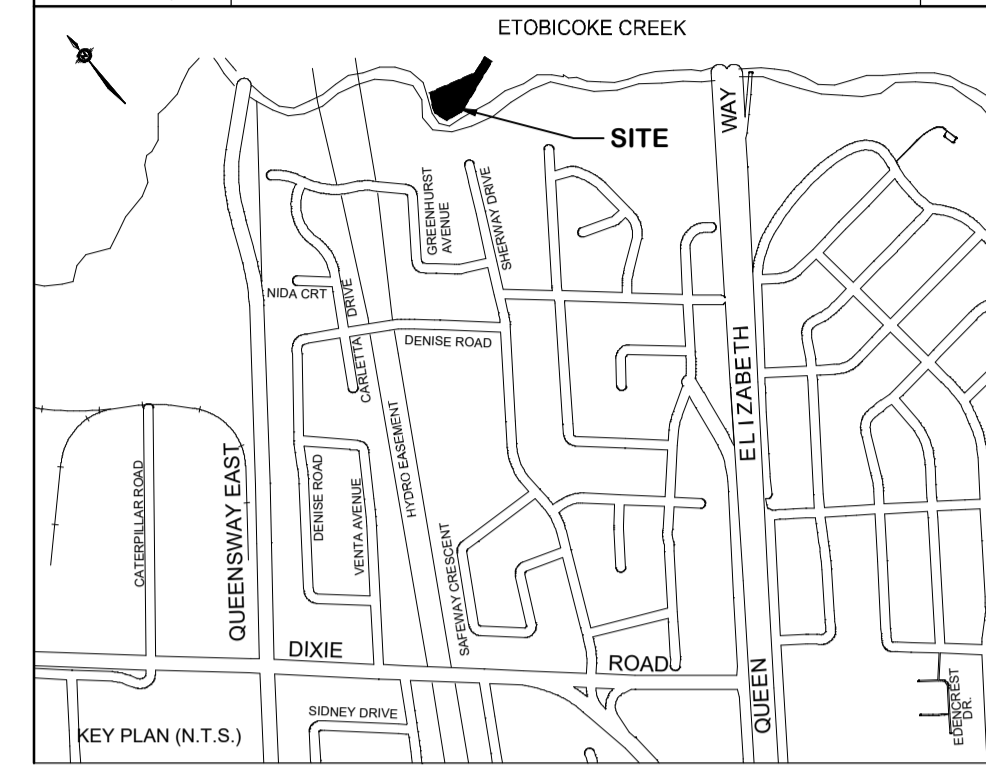 ETOBICOKE CREEK
SITE
WAY
GREENHURST
AVENUE
SHERWAY DRIVE
NIDA CRT
CARLETTA DRIVE
DENISE ROAD
ELIZABETH
HYDRO EASEMENT
QUEENSWAY EAST
CATERPILLAR ROAD
DENISE ROAD
VENTA AVENUE
SAFEWAY CRESCENT
DIXIE ROAD
QUEEN
SIDNEY DRIVE
EDENCREST
DR.
KEY PLAN (N.T.S.)